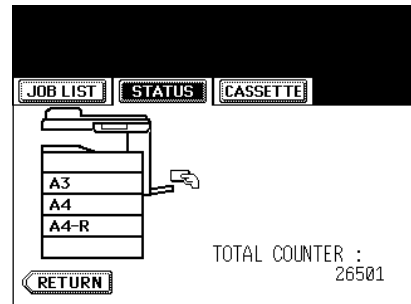 JOB LIST STATUS CASSETTE
A3
A4
A4-R
TOTAL COUNTER :
26501
RETURN